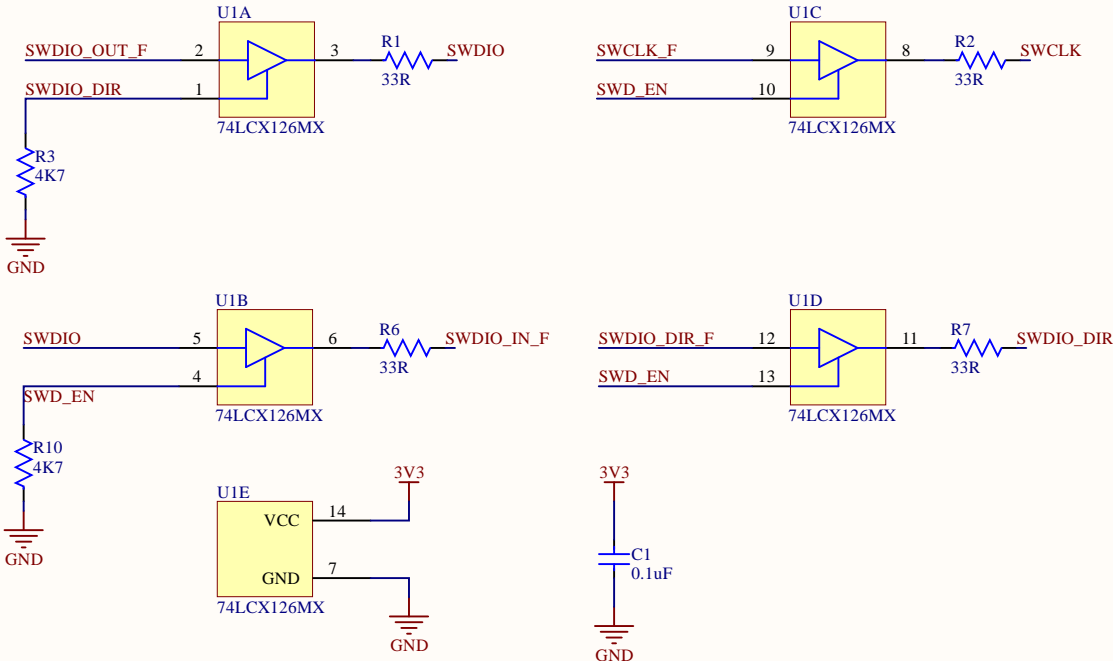 U1A
SWDIO_OUT_F
2
3
R1
SWDIO
33R
SWDIO_DIR
1
74LCX126MX
R3
4K7
GND
U1C
SWCLK_F
9
8
R2
SWCLK
33R
SWD_EN
10
74LCX126MX
U1B
SWDIO
5
6
R6
SWDIO_IN_F
33R
4
SWD_EN
74LCX126MX
R10
4K7
GND
U1D
SWDIO_DIR_F
12
11
R7
SWDIO_DIR
33R
SWD_EN
13
74LCX126MX
U1E
3V3
VCC
14
GND
7
74LCX126MX
GND
3V3
C1
0.1uF
GND